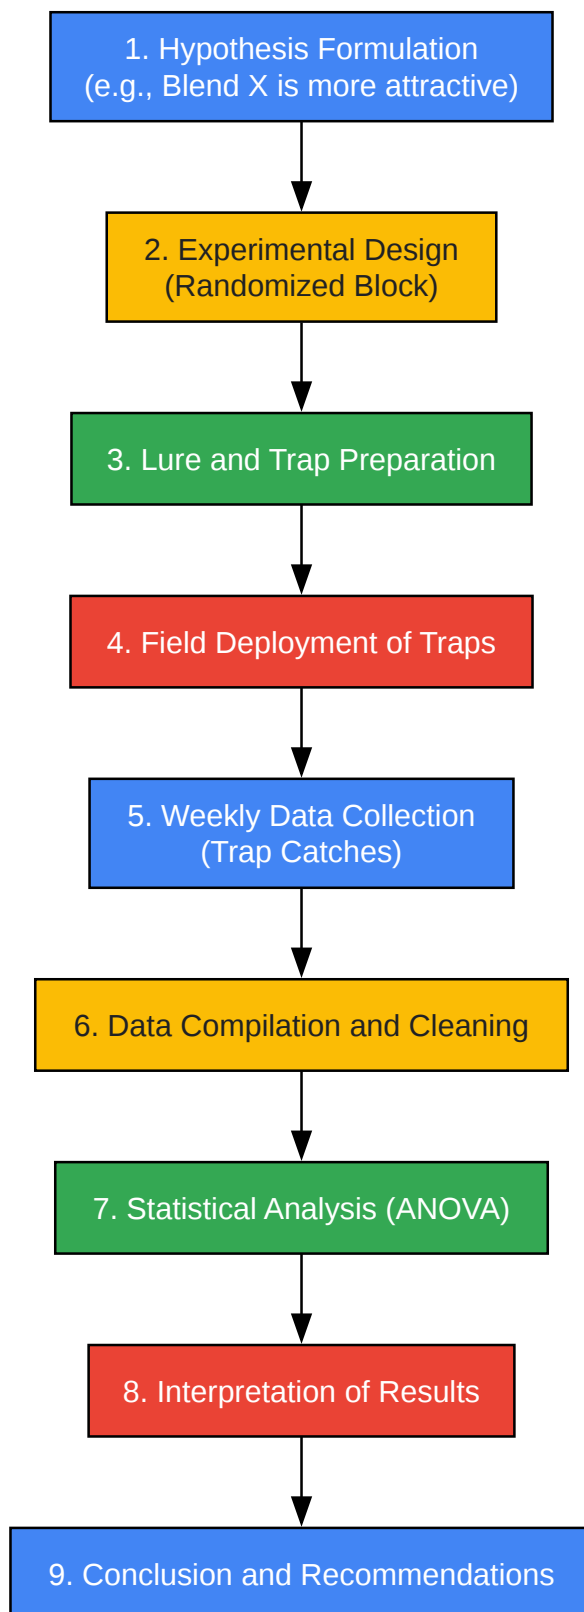 1. Hypothesis Formulation
(e.g., Blend X is more attractive)
2. Experimental Design
(Randomized Block)
3. Lure and Trap Preparation
4. Field Deployment of Traps
5. Weekly Data Collection
(Trap Catches)
6. Data Compilation and Cleaning
7. Statistical Analysis (ANOVA)
8. Interpretation of Results
9. Conclusion and Recommendations